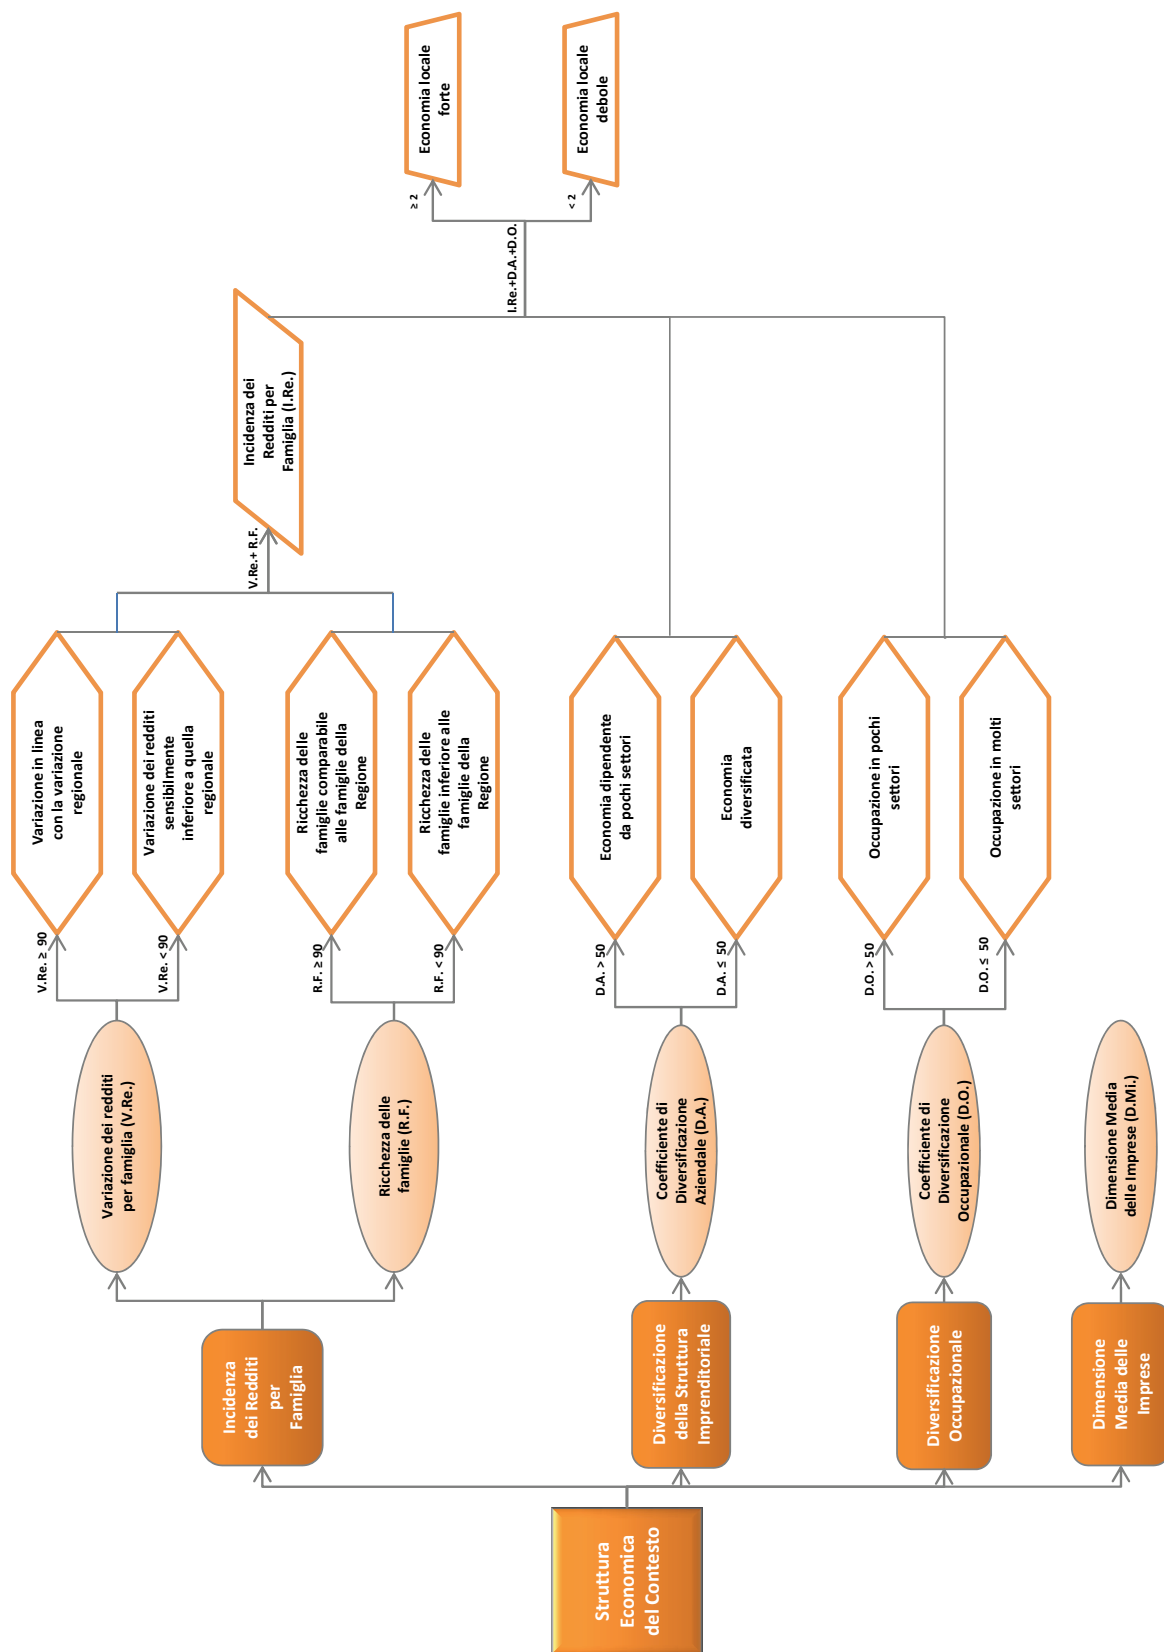 Struttura
Economica
del Contesto
Incidenza
dei Redditi
per
Famiglia
Diversificazione
della Struttura
Imprenditoriale
Diversificazione
Occupazionale
Dimensione
Media delle
Imprese
Variazione dei redditi
per famiglia (V.Re.)
Ricchezza delle
famiglie (R.F.)
Coefficiente di
Diversificazione
Aziendale (D.A.)
Coefficiente di
Diversificazione
Occupazionale (D.O.)
Dimensione Media
delle Imprese (D.Mi.)
V.Re. ≥ 90
V.Re. < 90
R.F. ≥ 90
R.F. < 90
D.A. > 50
D.A. ≤ 50
D.O. > 50
D.O. ≤ 50
Variazione in linea
con la variazione
regionale
Variazione dei redditi
sensibilmente
inferiore a quella
regionale
Ricchezza delle
famiglie comparabile
alle famiglie della
Regione
Ricchezza delle
famiglie inferiore alle
famiglie della
Regione
Economia dipendente
da pochi settori
Economia
diversificata
Occupazione in pochi
settori
Occupazione in molti
settori
V.Re.+ R.F.
Incidenza dei
Redditi per
Famiglia (I.Re.)
I.Re.+D.A.+D.O.
≥ 2
< 2
Economia locale
forte
Economia locale
debole